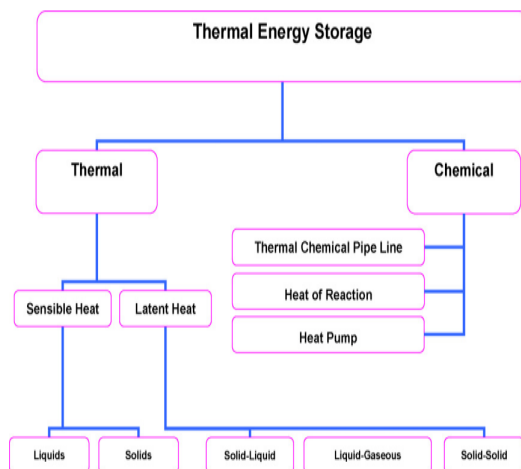 Thermal Energy Storage
Thermal
Chemical
Thermal Chemical Pipe Line
Heat of Reaction
Heat Pump
Sensible Heat
Latent Heat
Liquids
Solids
Solid-Liquid
Liquid-Gaseous
Solid-Solid